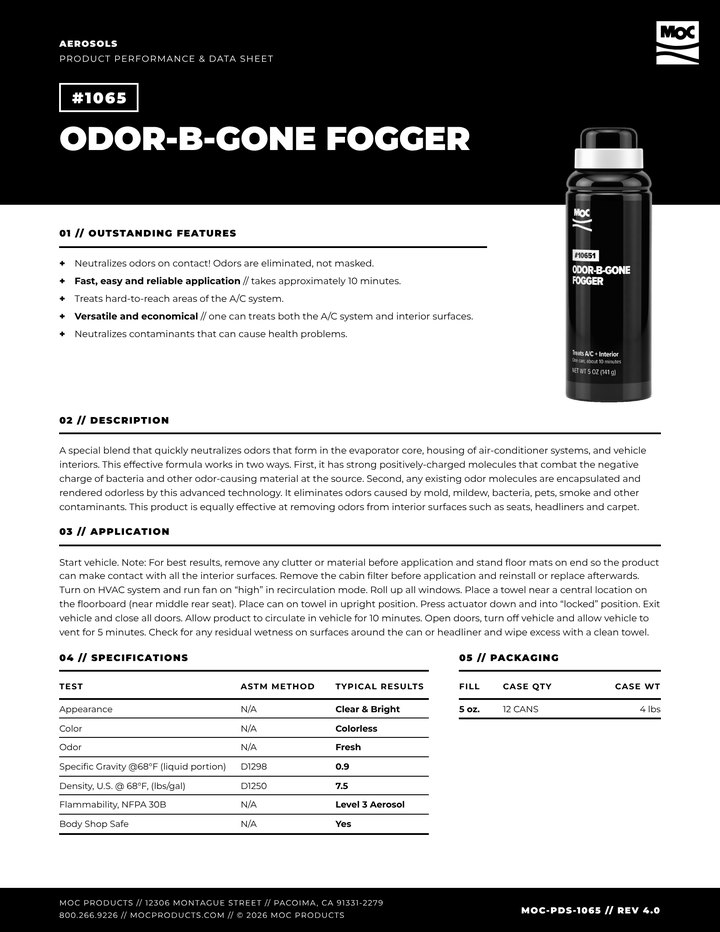 MOC
AEROSOLS
PRODUCT PERFORMANCE & DATA SHEET
#1065
ODOR-B-GONE FOGGER
MOC
#10651
ODOR-B-GONE
FOGGER
Treats A/C + Interior
One can, about 10 minutes
NET WT 5 OZ (141 g)
01 // OUTSTANDING FEATURES
+ Neutralizes odors on contact! Odors are eliminated, not masked.
+ Fast, easy and reliable application // takes approximately 10 minutes.
+ Treats hard-to-reach areas of the A/C system.
+ Versatile and economical // one can treats both the A/C system and interior surfaces.
+ Neutralizes contaminants that can cause health problems.
02 // DESCRIPTION
A special blend that quickly neutralizes odors that form in the evaporator core, housing of air-conditioner systems, and vehicle
interiors. This effective formula works in two ways. First, it has strong positively-charged molecules that combat the negative
charge of bacteria and other odor-causing material at the source. Second, any existing odor molecules are encapsulated and
rendered odorless by this advanced technology. It eliminates odors caused by mold, mildew, bacteria, pets, smoke and other
contaminants. This product is equally effective at removing odors from interior surfaces such as seats, headliners and carpet.
03 // APPLICATION
Start vehicle. Note: For best results, remove any clutter or material before application and stand floor mats on end so the product
can make contact with all the interior surfaces. Remove the cabin filter before application and reinstall or replace afterwards.
Turn on HVAC system and run fan on “high” in recirculation mode. Roll up all windows. Place a towel near a central location on
the floorboard (near middle rear seat). Place can on towel in upright position. Press actuator down and into “locked” position. Exit
vehicle and close all doors. Allow product to circulate in vehicle for 10 minutes. Open doors, turn off vehicle and allow vehicle to
vent for 5 minutes. Check for any residual wetness on surfaces around the can or headliner and wipe excess with a clean towel.
04 // SPECIFICATIONS
TEST ASTM METHOD TYPICAL RESULTS
Appearance N/A Clear & Bright
Color N/A Colorless
Odor N/A Fresh
Specific Gravity @68°F (liquid portion) D1298 0.9
Density, U.S. @ 68°F, (lbs/gal) D1250 7.5
Flammability, NFPA 30B N/A Level 3 Aerosol
Body Shop Safe N/A Yes
05 // PACKAGING
FILL CASE QTY CASE WT
5 oz. 12 CANS 4 lbs
MOC PRODUCTS // 12306 MONTAGUE STREET // PACOIMA, CA 91331-2279
800.266.9226 // MOCPRODUCTS.COM // © 2026 MOC PRODUCTS
MOC-PDS-1065 // REV 4.0